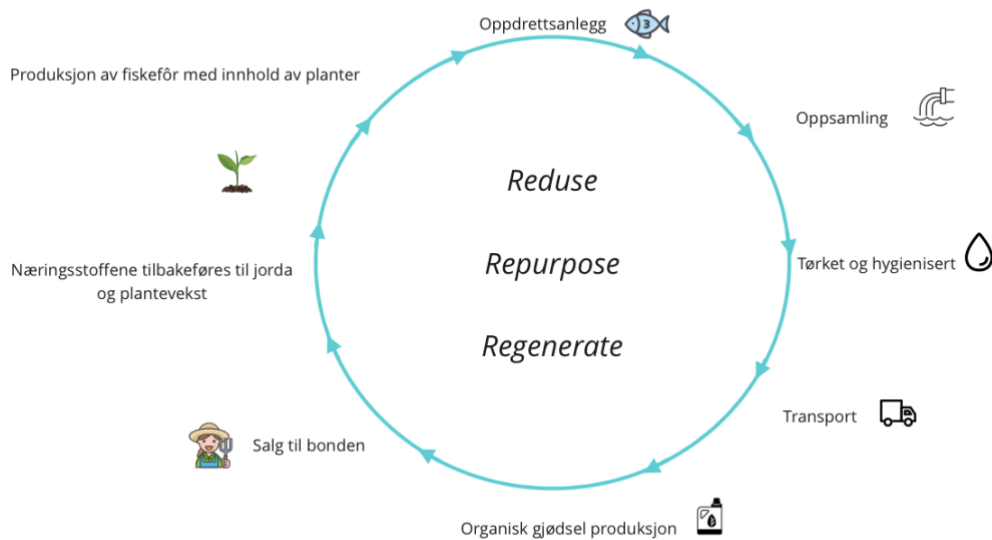 Oppdrettsanlegg
3
Produksjon av fiskefôr med innhold av planter
Oppsamling
Reduse
Repurpose
Regenerate
Tørket og hygienisert
Næringsstoffene tilbakeføres til jorda
og plantevekst
Transport
Salg til bonden
Organisk gjødsel produksjon